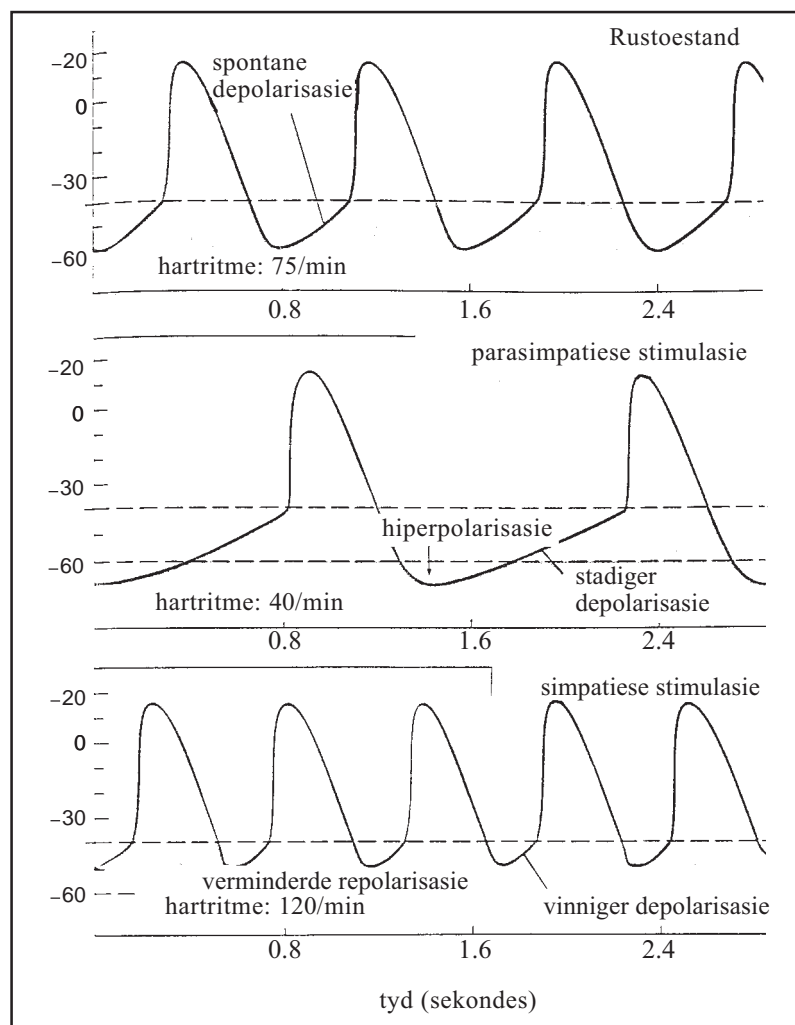 Rustoestand
−20
spontane
depolarisasie
0
−30
−60
hartritme: 75/min
0.8 1.6 2.4
parasimpatiese stimulasie
−20
0
−30
hiperpolarisasie
−60
stadiger
depolarisasie
hartritme: 40/min
0.8 1.6 2.4
simpatiese stimulasie
−20
0
−30
verminderde repolarisasie
−60
hartritme: 120/min
vinniger depolarisasie
0.8 1.6 2.4
tyd (sekondes)